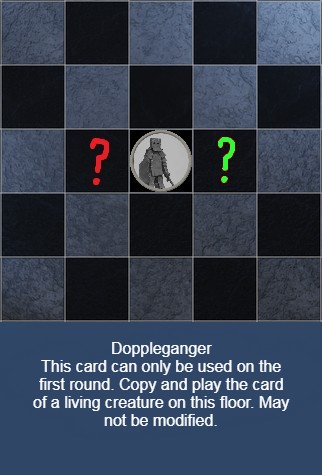 ? ?
Doppleganger
This card can only be used on the
first round. Copy and play the card
of a living creature on this floor. May
not be modified.